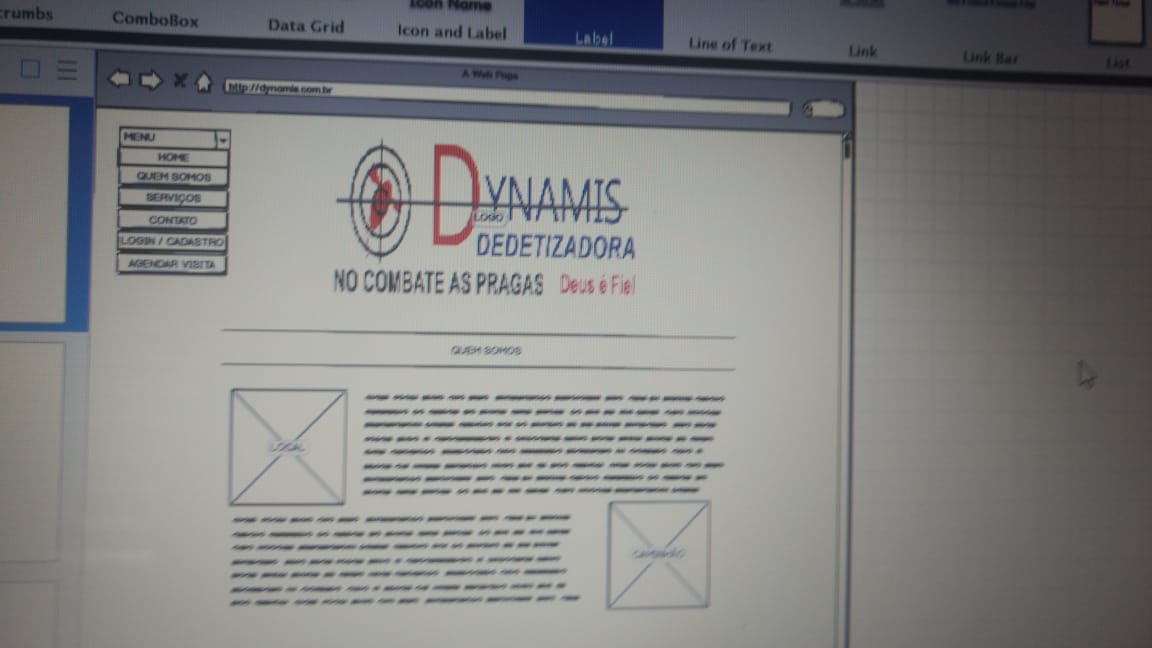 Icon Name
crumbs
ComboBox
Data Grid
Icon and Label
Label
Line of Text
Link
Link Bar
List
A Web Page
http://dynamis.com.br
MENU
HOME
QUEM SOMOS
SERVIÇOS
CONTATO
LOGIN / CADASTRO
AGENDAR VISITA
DYNAMIS
LOGO
DEDETIZADORA
NO COMBATE AS PRAGAS Deus é Fiel
QUEM SOMOS
LOCAL
CAMINHÃO